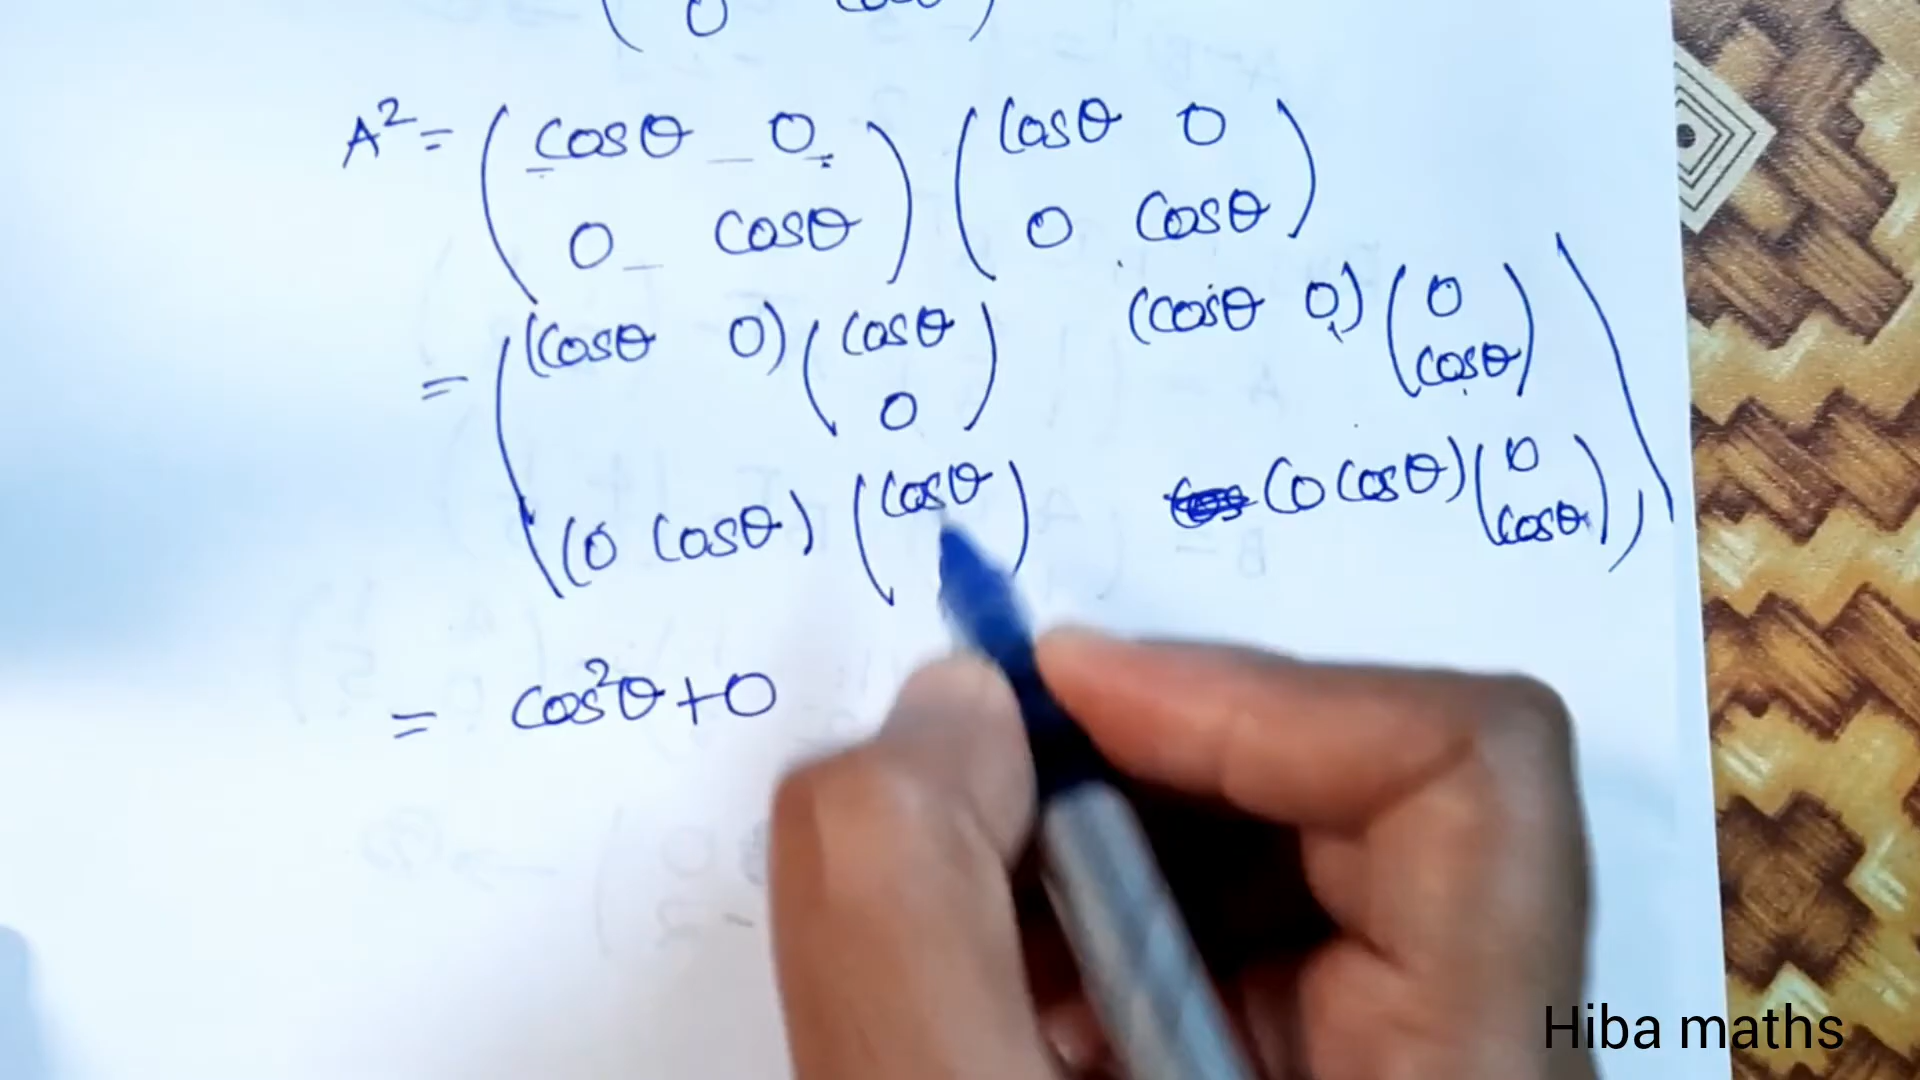 A² = (cosθ 0) (cosθ 0)
(0 cosθ) (0 cosθ)
= ((cosθ 0) (cosθ (cosθ 0) (0
0) cosθ)
(0 cosθ) (cosθ ) (0 cosθ) (0
cosθ))
= cos²θ+0
Hiba maths